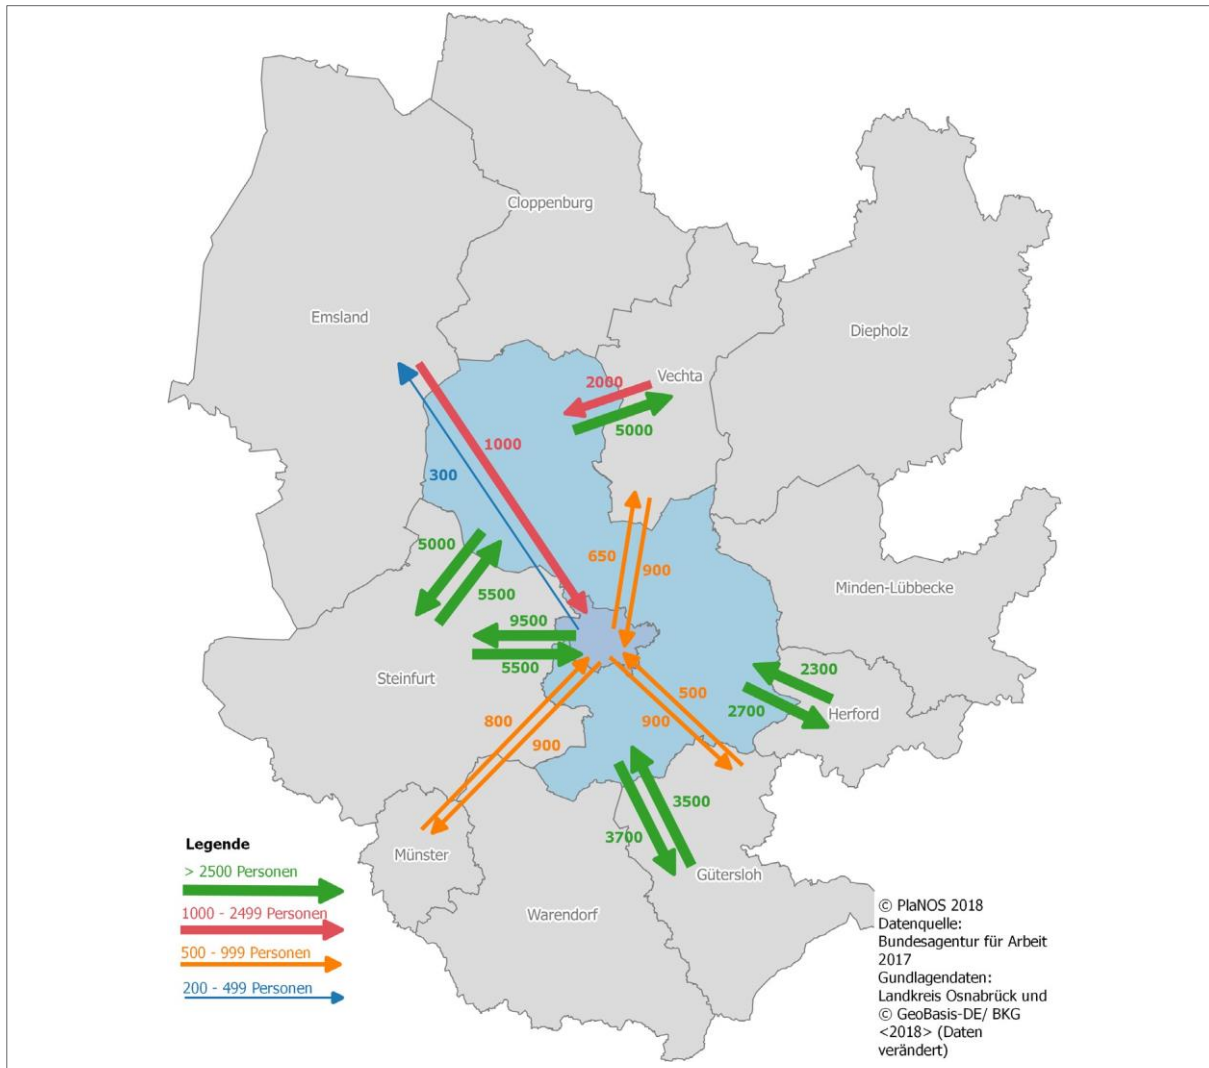 Cloppenburg
Emsland
Diepholz
Vechta
2000
5000
1000
300
5000
5500
650
900
Minden-Lübbecke
9500
5500
Steinfurt
2300
2700
Herford
500
900
800
900
3500
3700
Münster
Gütersloh
Warendorf
Legende
> 2500 Personen
1000 - 2499 Personen
500 - 999 Personen
200 - 499 Personen
© PlaNOS 2018
Datenquelle:
Bundesagentur für Arbeit
2017
Gundlagendaten:
Landkreis Osnabrück und
© GeoBasis-DE/ BKG
<2018> (Daten
verändert)